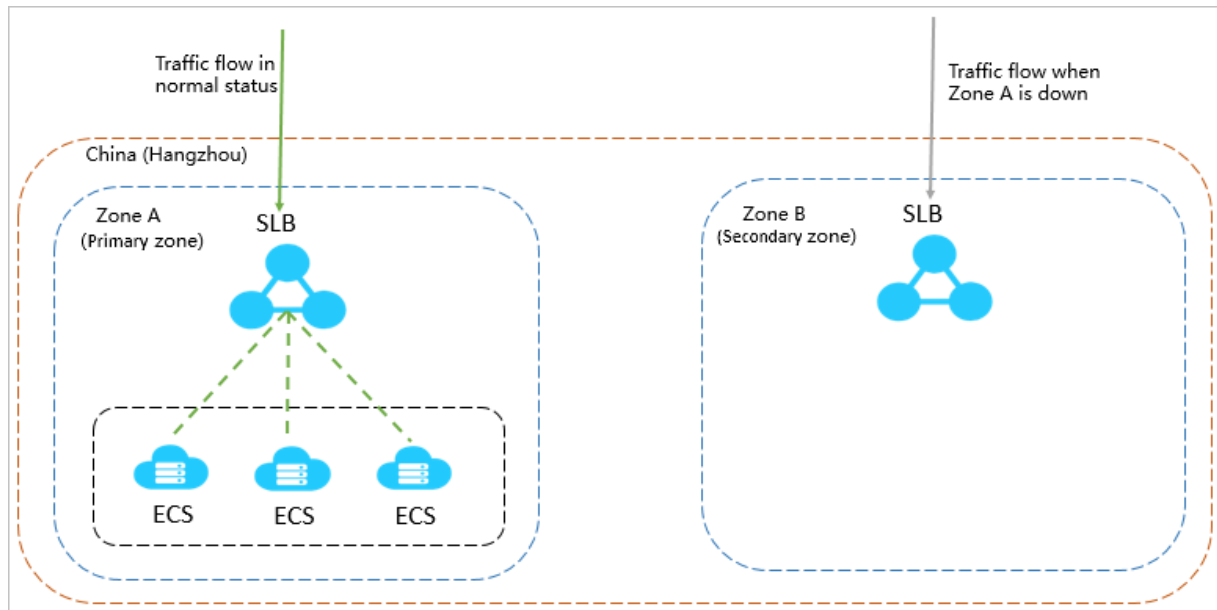 Traffic flow in
normal status
Traffic flow when
Zone A is down
China (Hangzhou)
Zone A
(Primary zone)
SLB
Zone B
(Secondary zone)
SLB
ECS
ECS
ECS